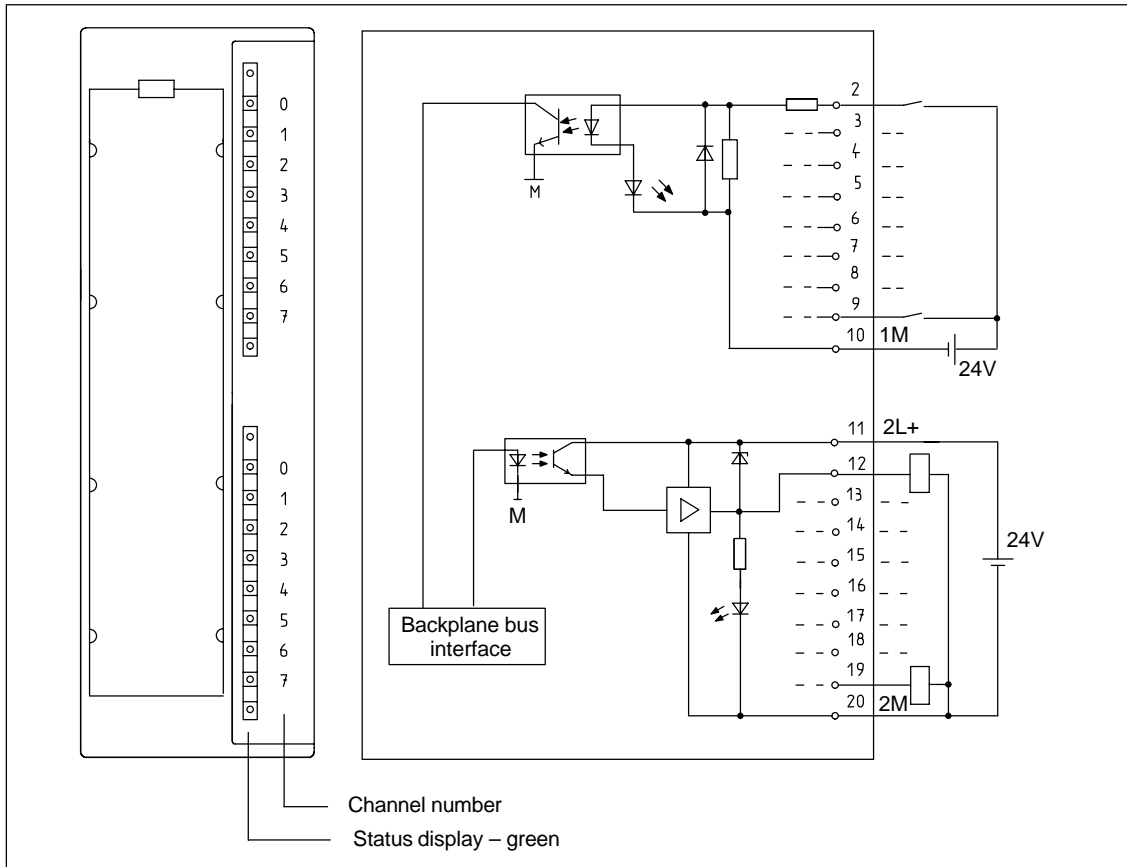 0
1
2
3
4
5
6
7
0
1
2
3
4
5
6
7
Channel number
Status display – green
M
2
3
4
5
6
7
8
9
10 1M
24V
11 2L+
12
13
14
15
16
17
18
19
20 2M
24V
M
Backplane bus
interface